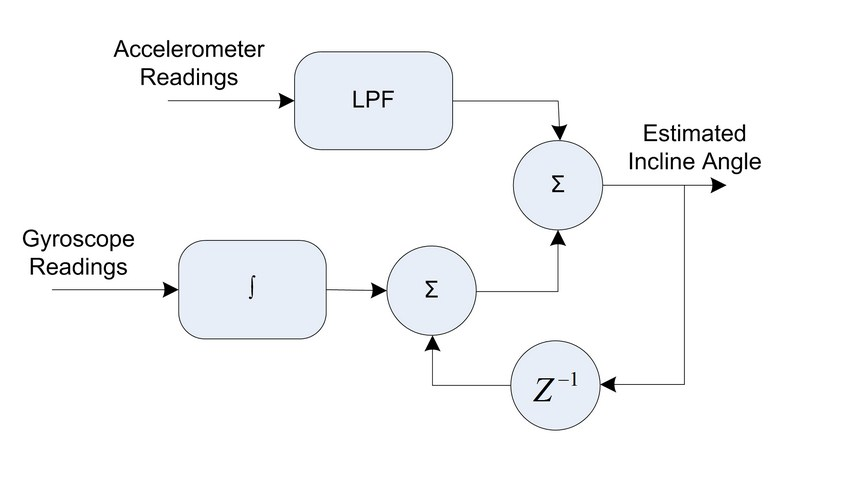 Accelerometer
Readings
LPF
Estimated
Incline Angle
Σ
Gyroscope
Readings
∫
Σ
Z⁻¹